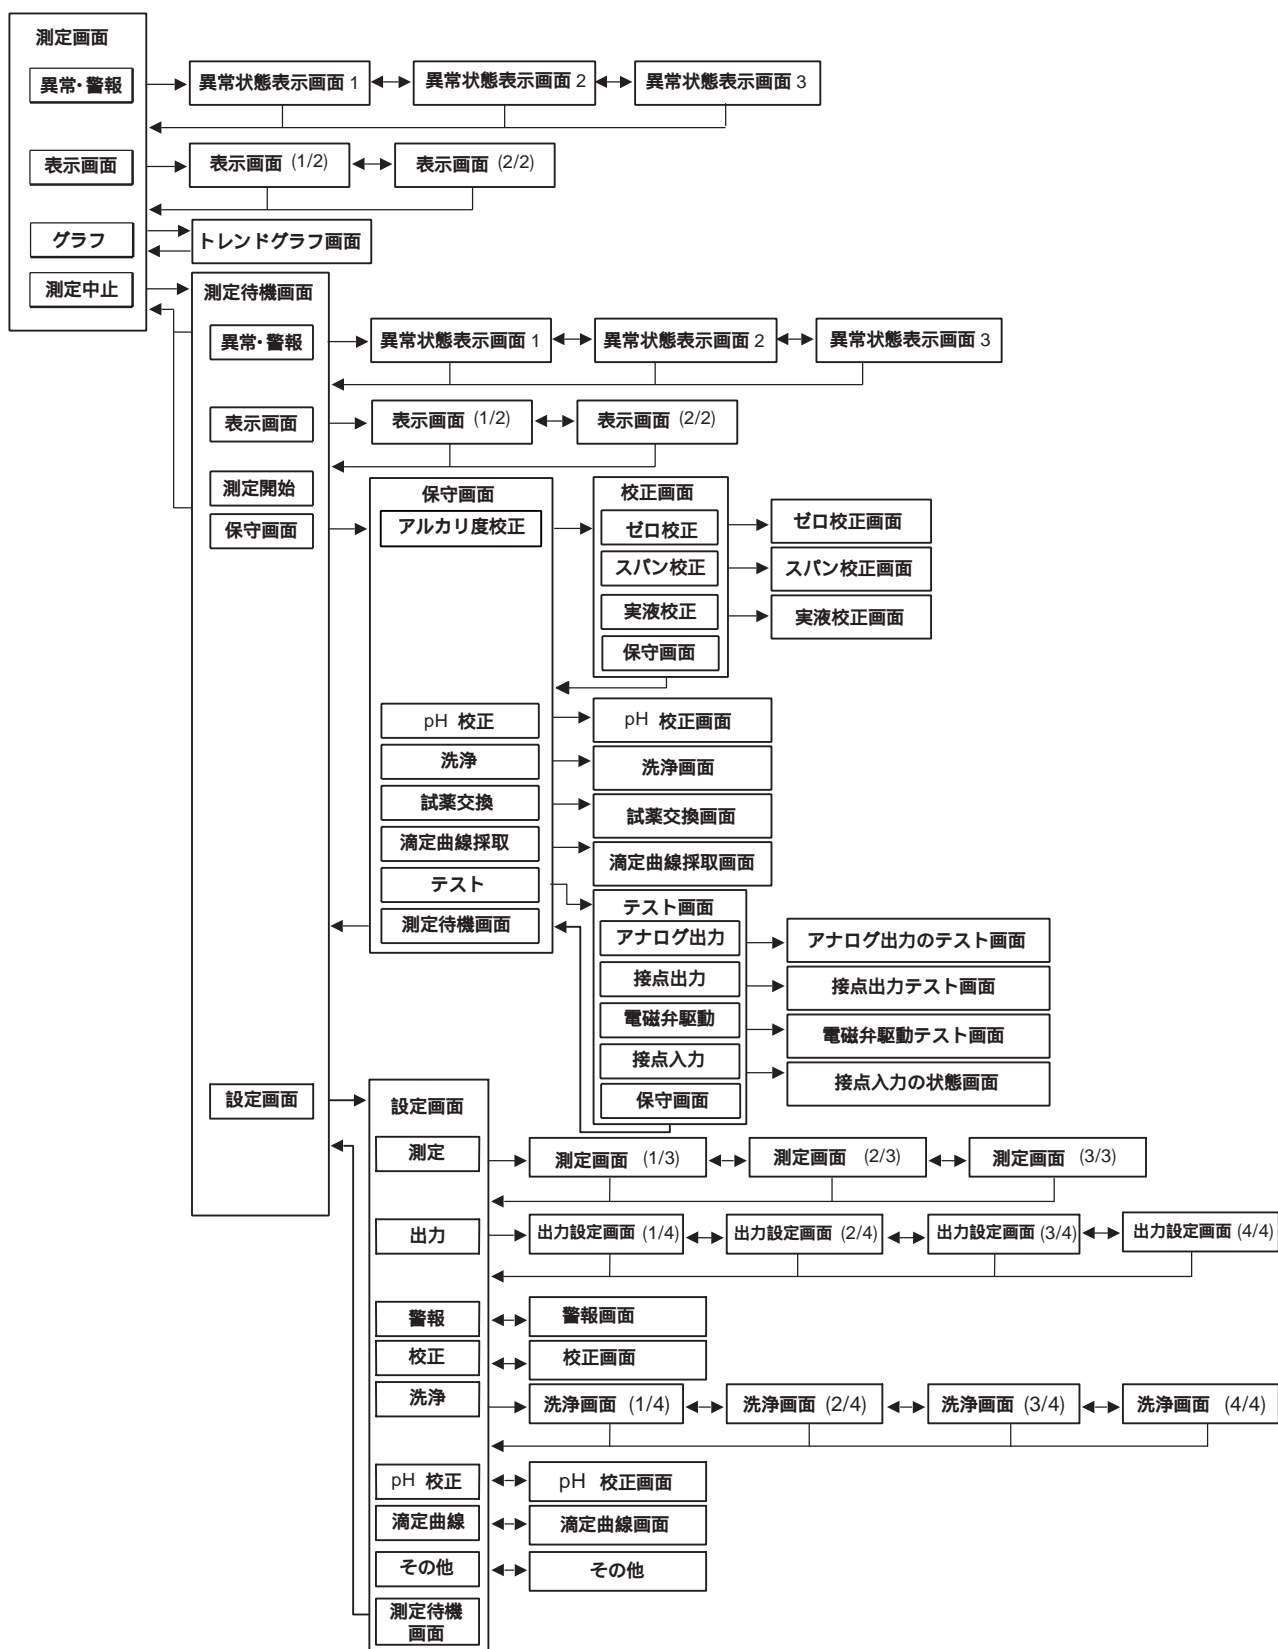 測定画面
異常・警報
異常状態表示画面 1
異常状態表示画面 2
異常状態表示画面 3
表示画面
表示画面 (1/2)
表示画面 (2/2)
グラフ
トレンドグラフ画面
測定中止
測定待機画面
異常・警報
異常状態表示画面 1
異常状態表示画面 2
異常状態表示画面 3
表示画面
表示画面 (1/2)
表示画面 (2/2)
測定開始
保守画面
保守画面
アルカリ度校正
校正画面
ゼロ校正
ゼロ校正画面
スパン校正
スパン校正画面
実液校正
実液校正画面
保守画面
pH 校正
pH 校正画面
洗浄
洗浄画面
試薬交換
試薬交換画面
滴定曲線採取
滴定曲線採取画面
テスト
テスト画面
測定待機画面
アナログ出力
アナログ出力のテスト画面
接点出力
接点出力テスト画面
電磁弁駆動
電磁弁駆動テスト画面
接点入力
接点入力の状態画面
保守画面
設定画面
設定画面
測定
測定画面 (1/3)
測定画面 (2/3)
測定画面 (3/3)
出力
出力設定画面 (1/4)
出力設定画面 (2/4)
出力設定画面 (3/4)
出力設定画面 (4/4)
警報
警報画面
校正
校正画面
洗浄
洗浄画面 (1/4)
洗浄画面 (2/4)
洗浄画面 (3/4)
洗浄画面 (4/4)
pH 校正
pH 校正画面
滴定曲線
滴定曲線画面
その他
その他
測定待機
画面